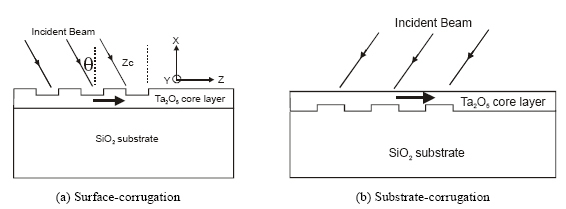 Incident Beam
θ
Zc
X
Y
Z
Ta₂O₅ core layer
SiO₂ substrate
(a) Surface-corrugation
Incident Beam
Ta₂O₅ core layer
SiO₂ substrate
(b) Substrate-corrugation